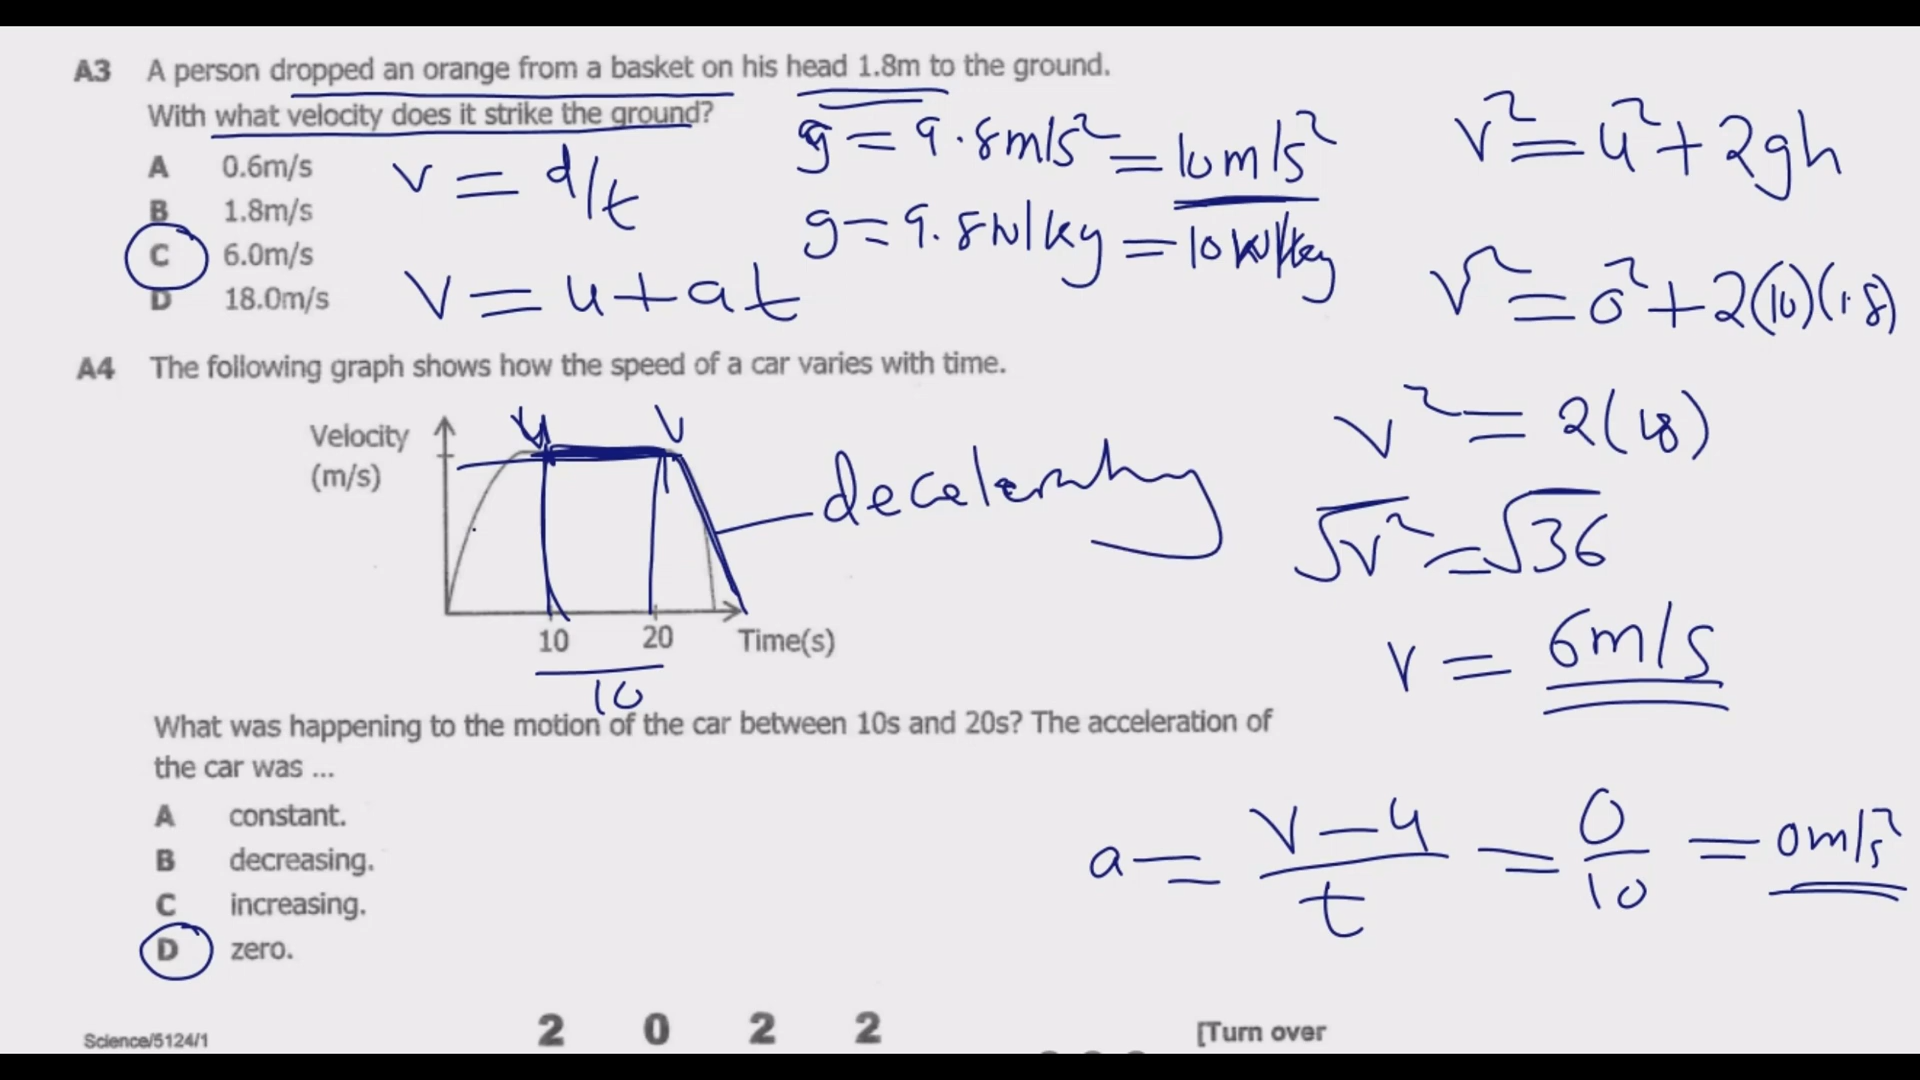 A3 A person dropped an orange from a basket on his head 1.8m to the ground.
With what velocity does it strike the ground?
A 0.6m/s
B 1.8m/s
C 6.0m/s
D 18.0m/s
v = d/t
v = u + at
g = 9.8m/s² = 10m/s²
g = 9.8N/kg = 10N/kg
v² = u² + 2gh
v² = 0² + 2(10)(1.8)
v² = 2(18)
√v² = √36
v = 6m/s
A4 The following graph shows how the speed of a car varies with time.
Velocity
(m/s)
u
v
decelerating
10
20
Time(s)
10
What was happening to the motion of the car between 10s and 20s? The acceleration of
the car was ...
A constant.
B decreasing.
C increasing.
D zero.
a = v - u / t = 0/10 = 0m/s²
Science/5124/1
2 0 2 2
[Turn over